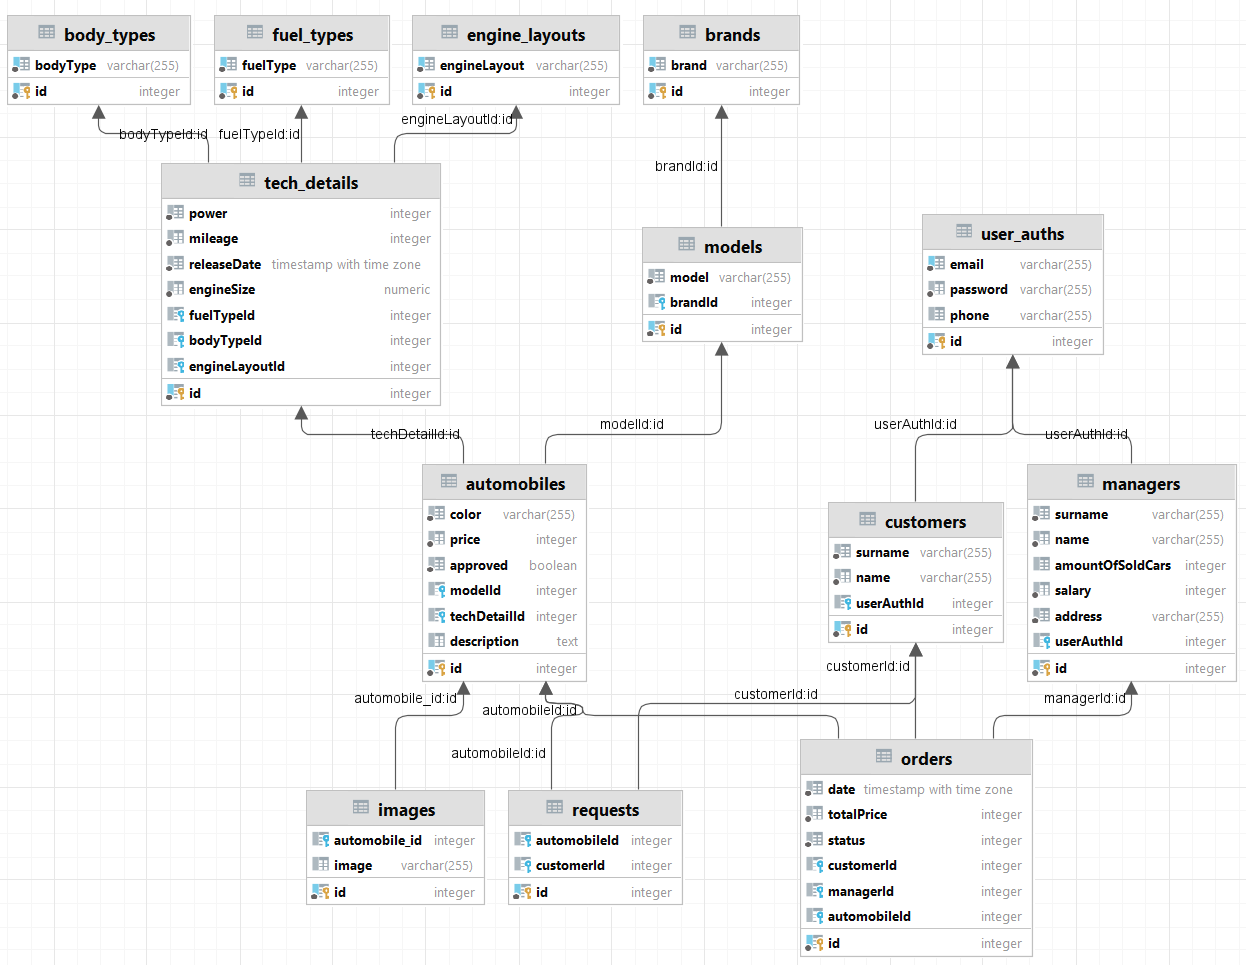 body_types
bodyType varchar(255)
id integer
fuel_types
fuelType varchar(255)
id integer
engine_layouts
engineLayout varchar(255)
id integer
brands
brand varchar(255)
id integer
bodyTypeId:id
fuelTypeId:id
engineLayoutId:id
brandId:id
tech_details
power integer
mileage integer
releaseDate timestamp with time zone
engineSize numeric
fuelTypeId integer
bodyTypeId integer
engineLayoutId integer
id integer
models
model varchar(255)
brandId integer
id integer
user_auths
email varchar(255)
password varchar(255)
phone varchar(255)
id integer
techDetailId:id
modelId:id
userAuthId:id
userAuthId:id
automobiles
color varchar(255)
price integer
approved boolean
modelId integer
techDetailId integer
description text
id integer
customers
surname varchar(255)
name varchar(255)
userAuthId integer
id integer
managers
surname varchar(255)
name varchar(255)
amountOfSoldCars integer
salary integer
address varchar(255)
userAuthId integer
id integer
automobile_id:id
automobileId:id
automobileId:id
customerId:id
customerId:id
managerId:id
images
automobile_id integer
image varchar(255)
id integer
requests
automobileId integer
customerId integer
id integer
orders
date timestamp with time zone
totalPrice integer
status integer
customerId integer
managerId integer
automobileId integer
id integer